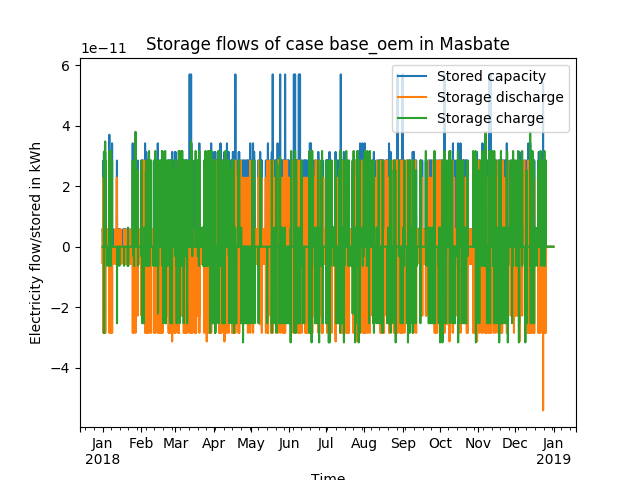 Storage flows of case base_oem in Masbate
1e−11
Stored capacity
Storage discharge
Storage charge
Electricity flow/stored in kWh
6
4
2
0
−2
−4
Jan Feb Mar Apr May Jun Jul Aug Sep Oct Nov Dec Jan
2018 2019
Time